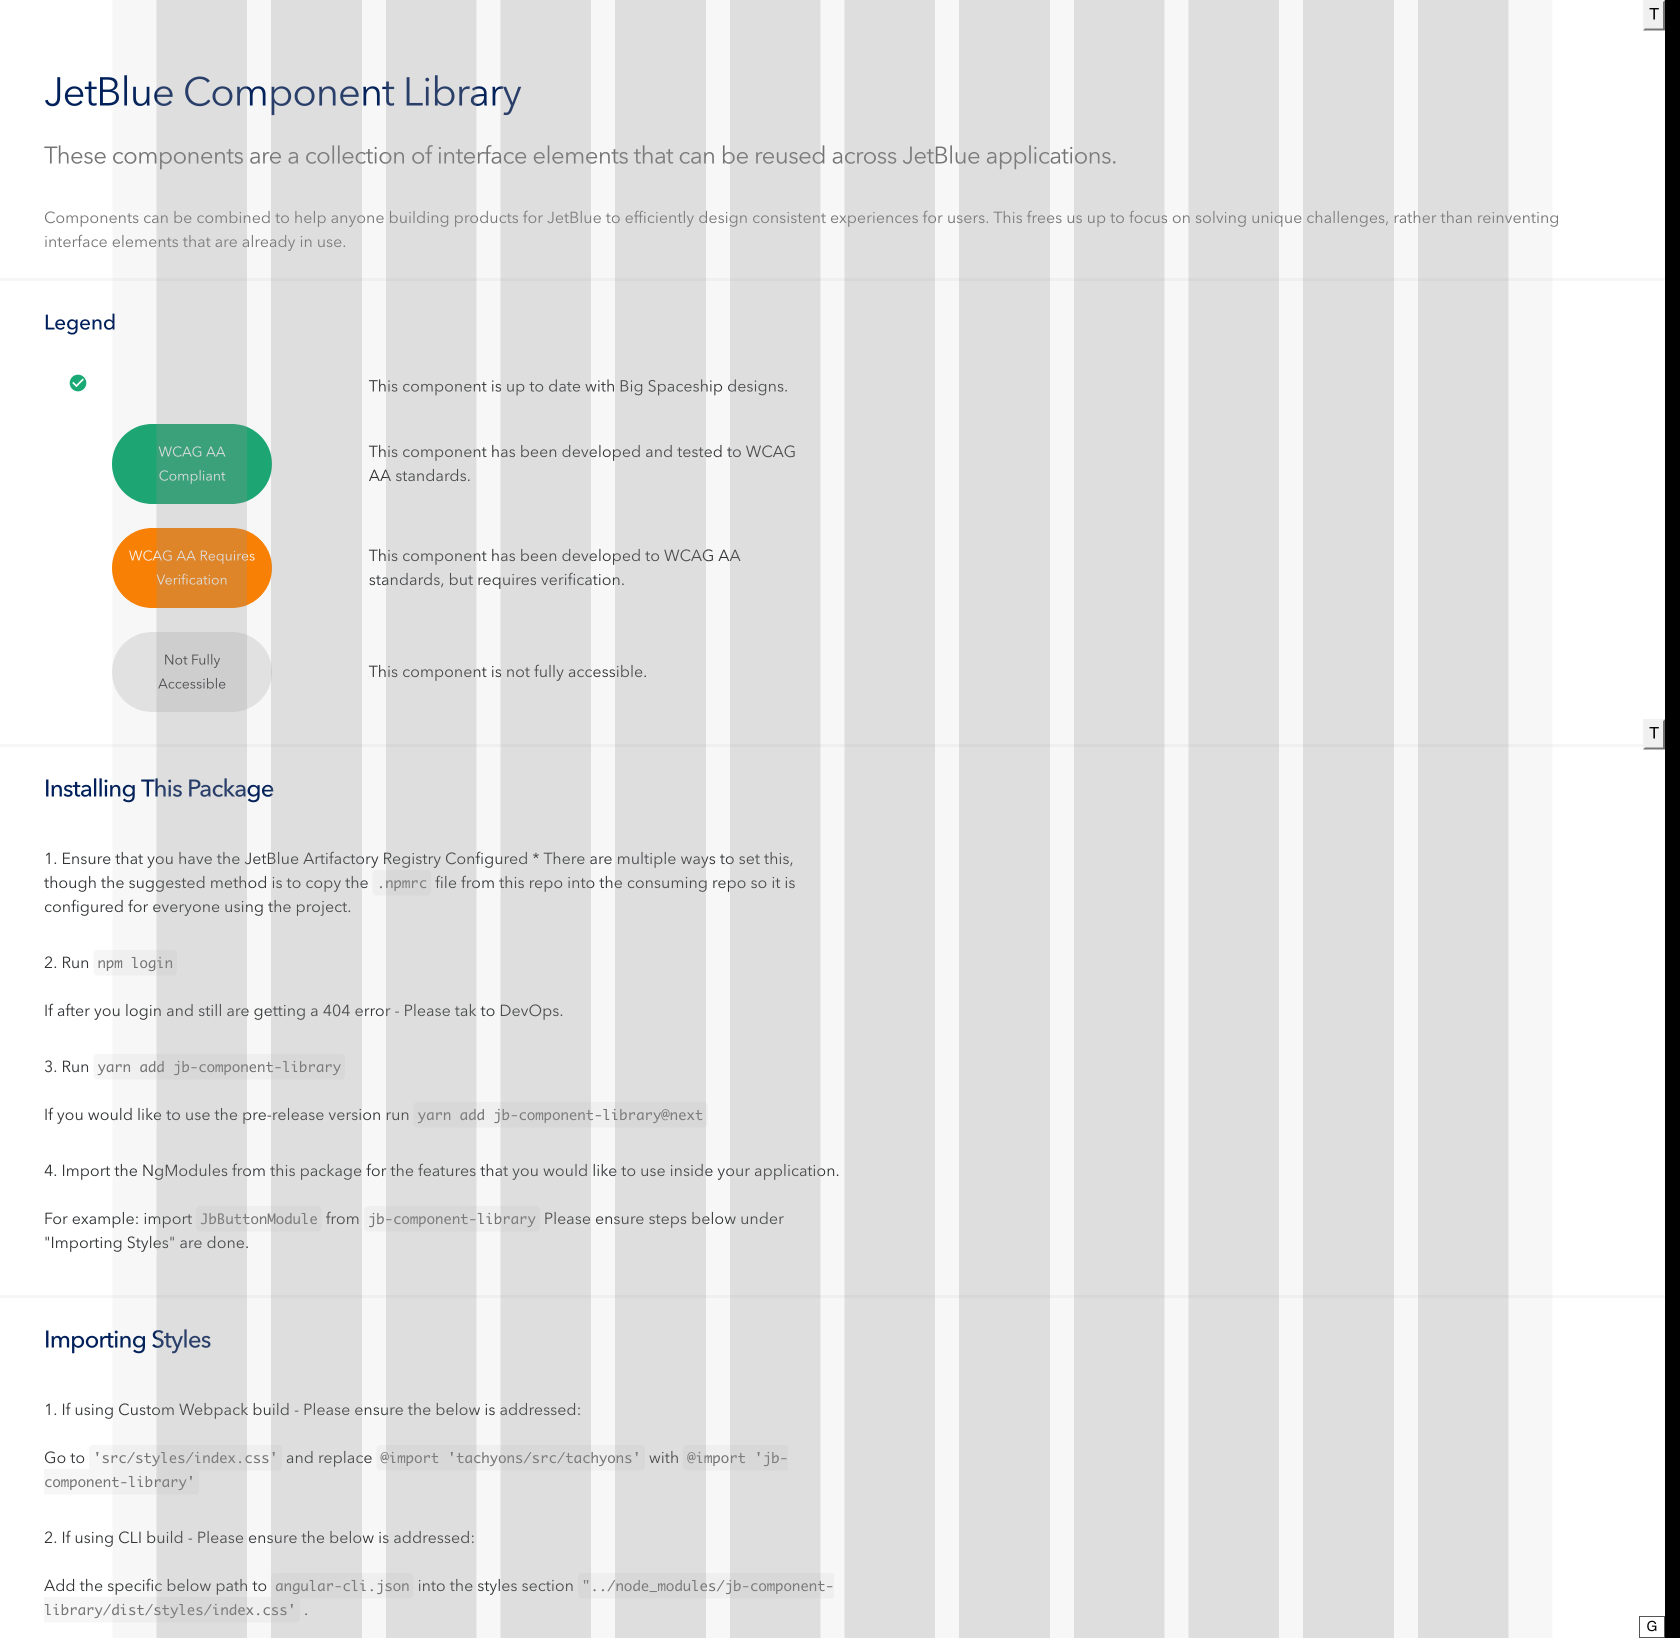 T
JetBlue Component Library
These components are a collection of interface elements that can be reused across JetBlue applications.
Components can be combined to help anyone building products for JetBlue to efficiently design consistent experiences for users. This frees us up to focus on solving unique challenges, rather than reinventing
interface elements that are already in use.
Legend
This component is up to date with Big Spaceship designs.
WCAG AA
Compliant
This component has been developed and tested to WCAG
AA standards.
WCAG AA Requires
Verification
This component has been developed to WCAG AA
standards, but requires verification.
Not Fully
Accessible
This component is not fully accessible.
T
Installing This Package
1. Ensure that you have the JetBlue Artifactory Registry Configured * There are multiple ways to set this,
though the suggested method is to copy the .npmrc file from this repo into the consuming repo so it is
configured for everyone using the project.
2. Run npm login
If after you login and still are getting a 404 error - Please tak to DevOps.
3. Run yarn add jb-component-library
If you would like to use the pre-release version run yarn add jb-component-library@next
4. Import the NgModules from this package for the features that you would like to use inside your application.
For example: import JbButtonModule from jb-component-library Please ensure steps below under
"Importing Styles" are done.
Importing Styles
1. If using Custom Webpack build - Please ensure the below is addressed:
Go to 'src/styles/index.css' and replace @import 'tachyons/src/tachyons' with @import 'jb-
component-library'
2. If using CLI build - Please ensure the below is addressed:
Add the specific below path to angular-cli.json into the styles section "../node_modules/jb-component-
library/dist/styles/index.css' .
G